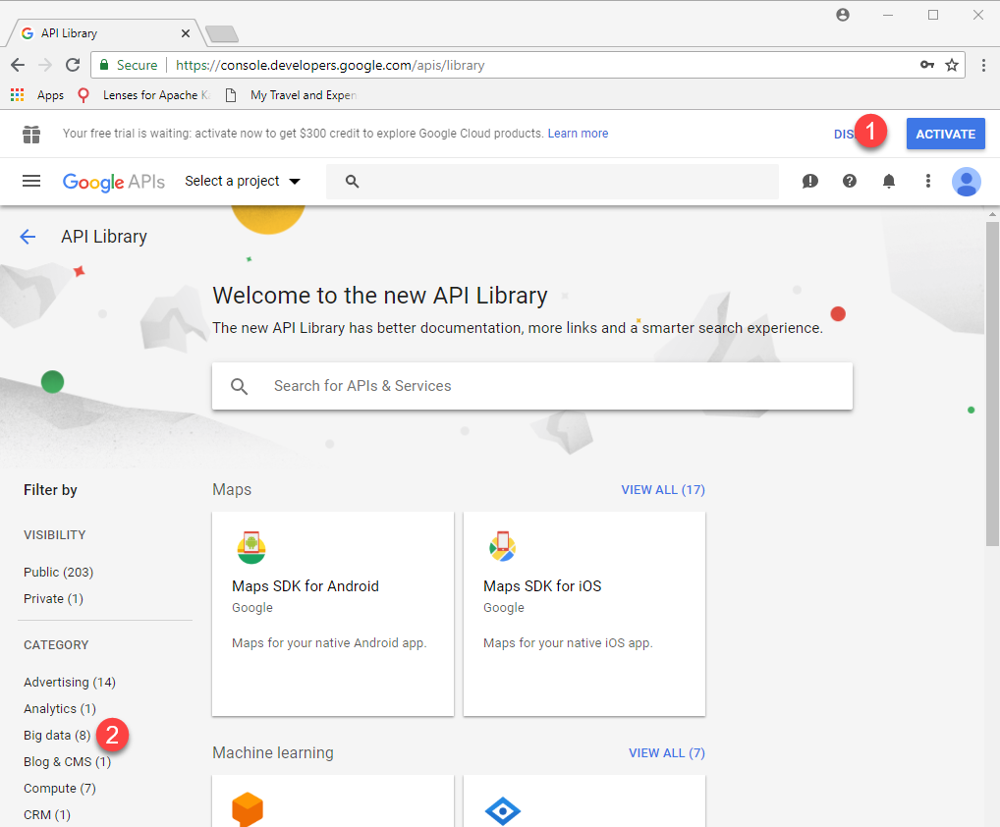 API Library
Secure https://console.developers.google.com/apis/library
Apps Lenses for Apache My Travel and Expen
Your free trial is waiting: activate now to get $300 credit to explore Google Cloud products. Learn more
1 ACTIVATE
Google APIs Select a project
API Library
Welcome to the new API Library
The new API Library has better documentation, more links and a smarter search experience.
Search for APIs & Services
Filter by
VISIBILITY
Public (203)
Private (1)
CATEGORY
Advertising (14)
Analytics (1)
Big data (8) 2
Blog & CMS (1)
Compute (7)
CRM (1)
Maps VIEW ALL (17)
Maps SDK for Android
Google
Maps for your native Android app.
Maps SDK for iOS
Google
Maps for your native iOS app.
Machine learning VIEW ALL (7)